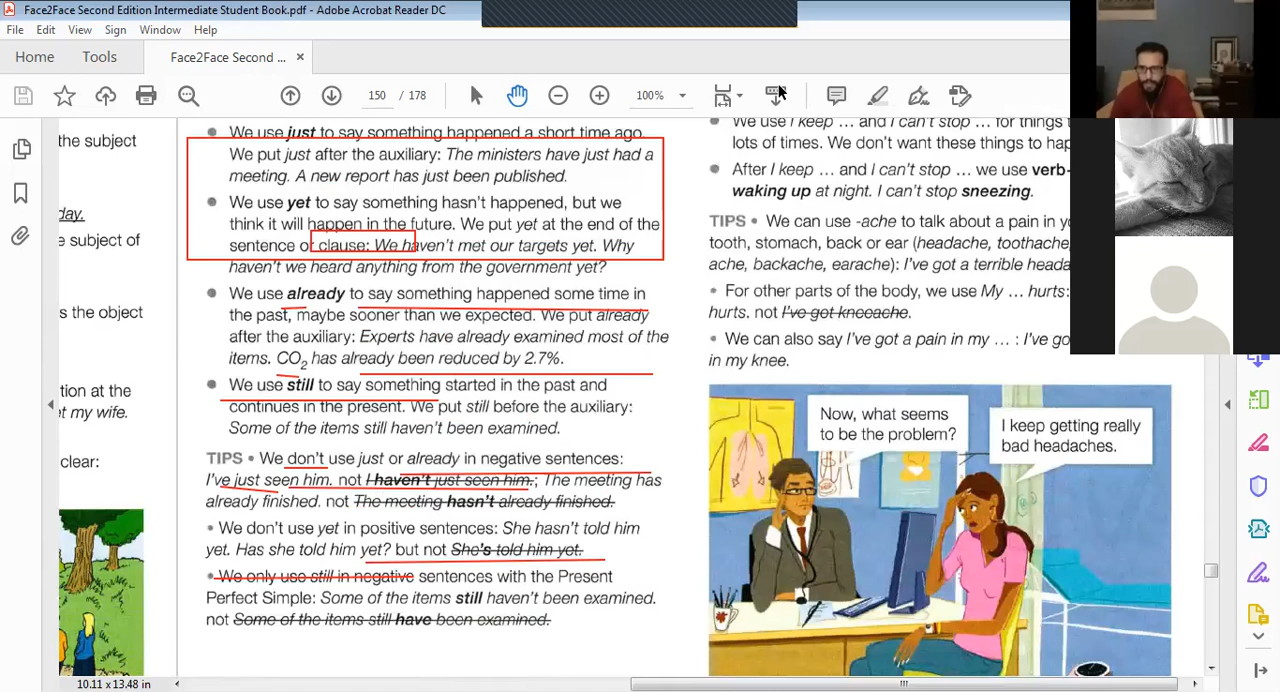 Face2Face Second Edition Intermediate Student Book.pdf - Adobe Acrobat Reader DC
File Edit View Sign Window Help
Home Tools Face2Face Second ... ×
150 / 178 100%
the subject
day.
e subject of
s the object
tion at the
et my wife.
clear:
• We use just to say something happened a short time ago.
We put just after the auxiliary: The ministers have just had a
meeting. A new report has just been published.
• We use yet to say something hasn't happened, but we
think it will happen in the future. We put yet at the end of the
sentence or clause: We haven't met our targets yet. Why
haven't we heard anything from the government yet?
• We use already to say something happened some time in
the past, maybe sooner than we expected. We put already
after the auxiliary: Experts have already examined most of the
items. CO2 has already been reduced by 2.7%.
• We use still to say something started in the past and
continues in the present. We put still before the auxiliary:
Some of the items still haven't been examined.
TIPS • We don't use just or already in negative sentences:
I've just seen him. not I haven't just seen him.; The meeting has
already finished. not The meeting hasn't already finished.
• We don't use yet in positive sentences: She hasn't told him
yet. Has she told him yet? but not She's told him yet.
• We only use still in negative sentences with the Present
Perfect Simple: Some of the items still haven't been examined.
not Some of the items still have been examined.
• We use I keep ... and I can't stop ... for things t
lots of times. We don't want these things to hap
• After I keep ... and I can't stop ... we use verb-
waking up at night. I can't stop sneezing.
TIPS • We can use -ache to talk about a pain in yo
tooth, stomach, back or ear (headache, toothache,
ache, backache, earache): I've got a terrible heada
• For other parts of the body, we use My ... hurts:
hurts. not I've got kneeache.
• We can also say I've got a pain in my ... : I've go
in my knee.
Now, what seems
to be the problem?
I keep getting really
bad headaches.
10.11 x 13.48 in